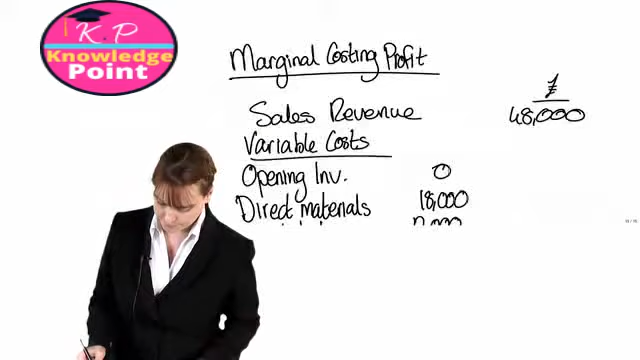 K.P
Knowledge
Point
Marginal Costing Profit
£
Sales Revenue 48,000
Variable Costs
Opening Inv. 0
Direct materials 18,000